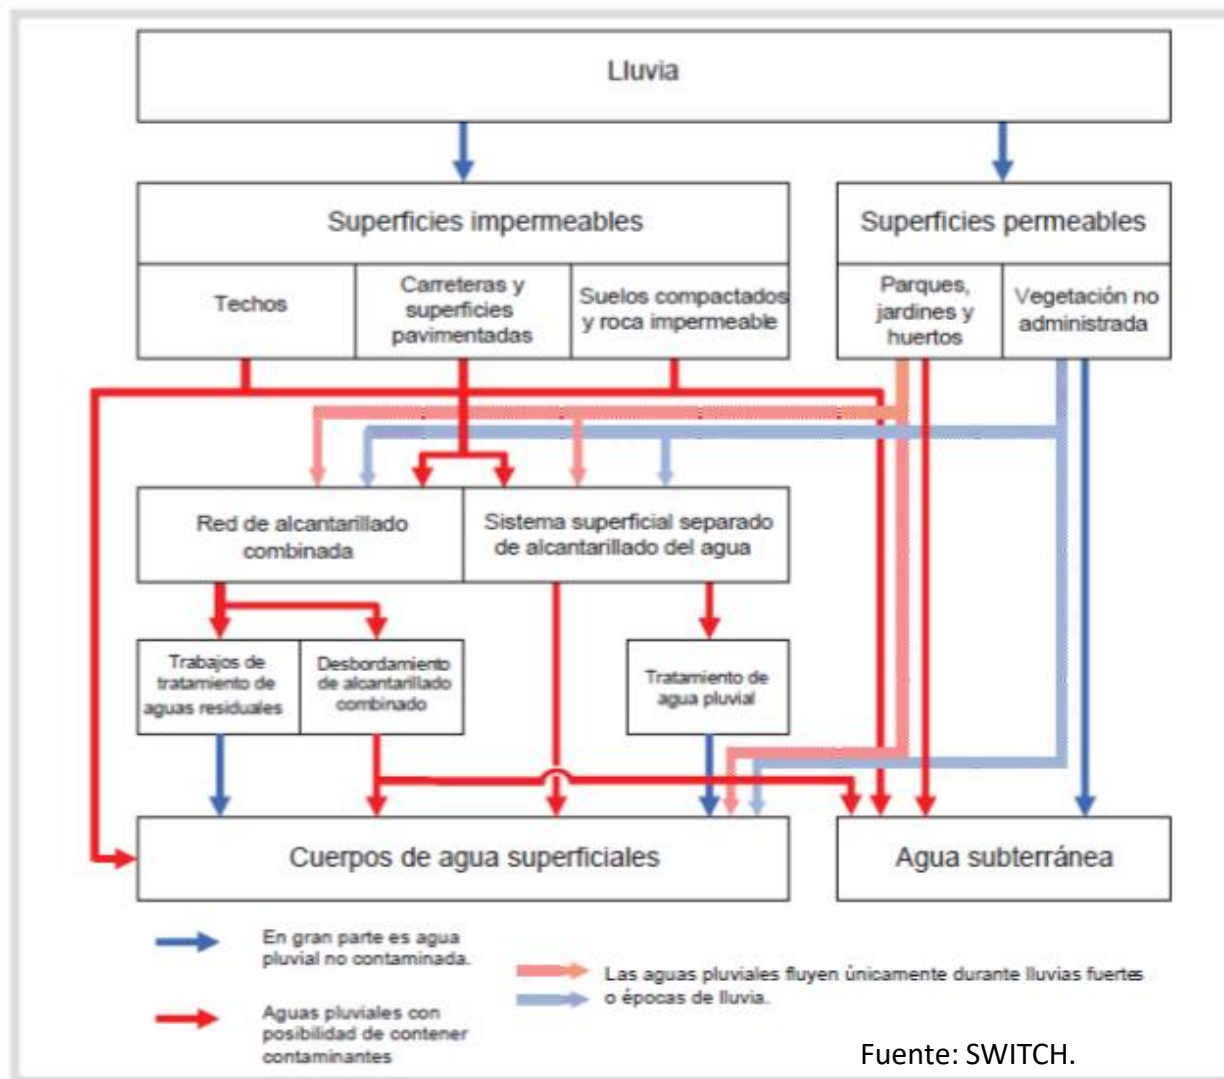 Lluvia
Superficies impermeables
Superficies permeables
Techos
Carreteras y
superficies
pavimentadas
Suelos compactados
y roca impermeable
Parques,
jardines y
huertos
Vegetación no
administrada
Red de alcantarillado
combinada
Sistema superficial separado
de alcantarillado del agua
Trabajos de
tratamiento de
aguas residuales
Desbordamiento
de alcantarillado
combinado
Tratamiento de
agua pluvial
Cuerpos de agua superficiales
Agua subterránea
En gran parte es agua
pluvial no contaminada.
Aguas pluviales con
posibilidad de contener
contaminantes
Las aguas pluviales fluyen únicamente durante lluvias fuertes
o épocas de lluvia.
Fuente: SWITCH.